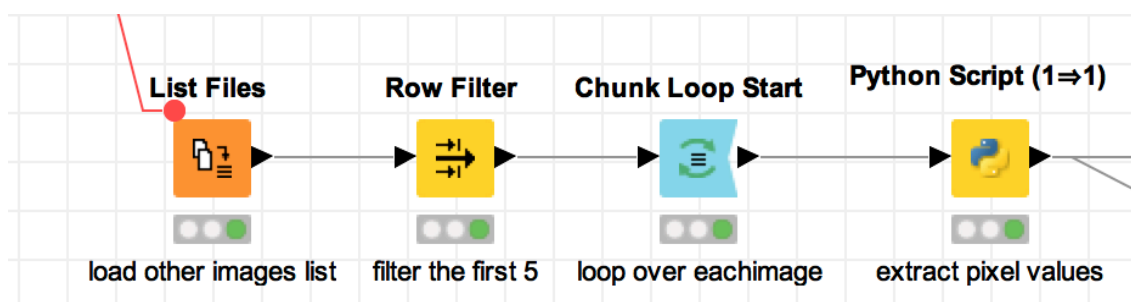 List Files
Row Filter
Chunk Loop Start
Python Script (1⇒1)
load other images list
filter the first 5
loop over eachimage
extract pixel values